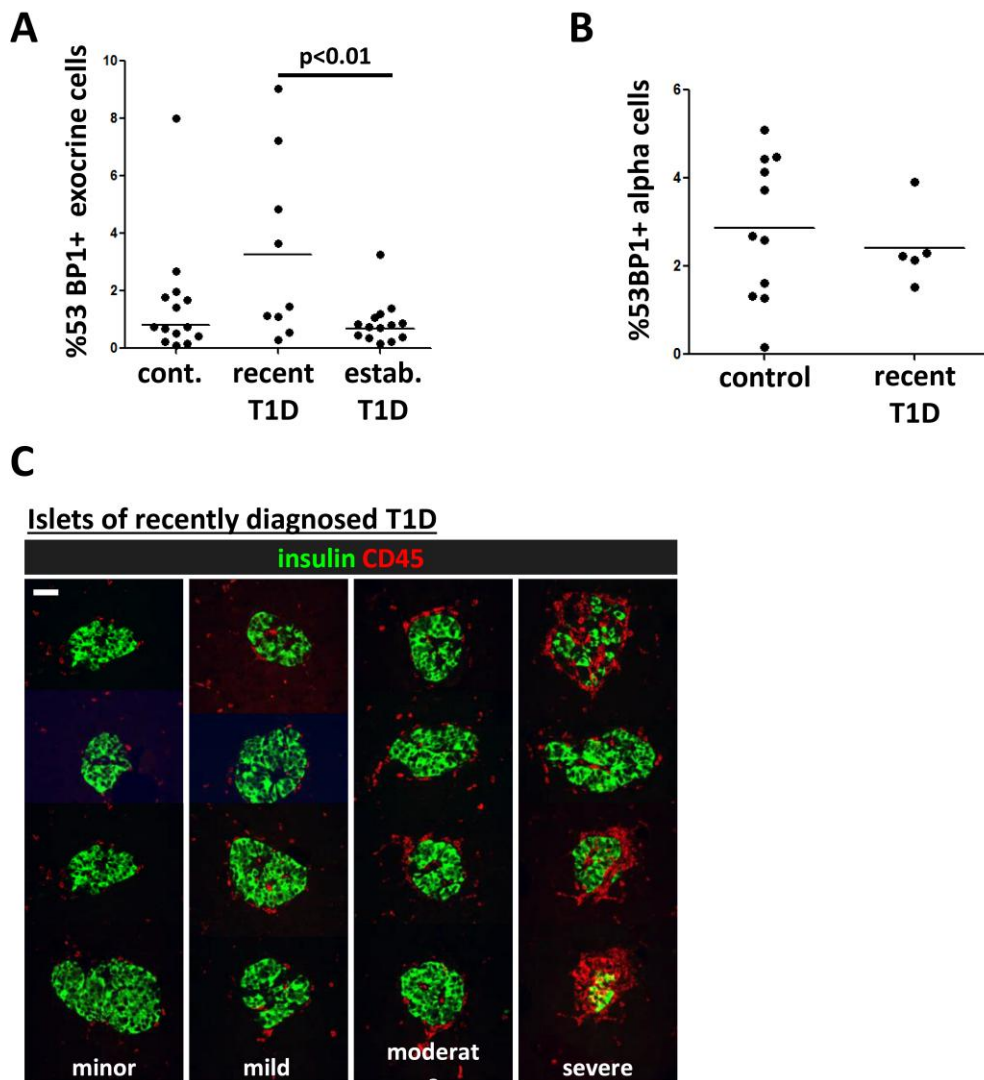 A
%53 BP1+ exocrine cells
10
8
6
4
2
0
p<0.01
cont.
recent
T1D
estab.
T1D
B
%53BP1+ alpha cells
6
4
2
0
control
recent
T1D
C
Islets of recently diagnosed T1D
insulin CD45
minor
mild
moderat
severe